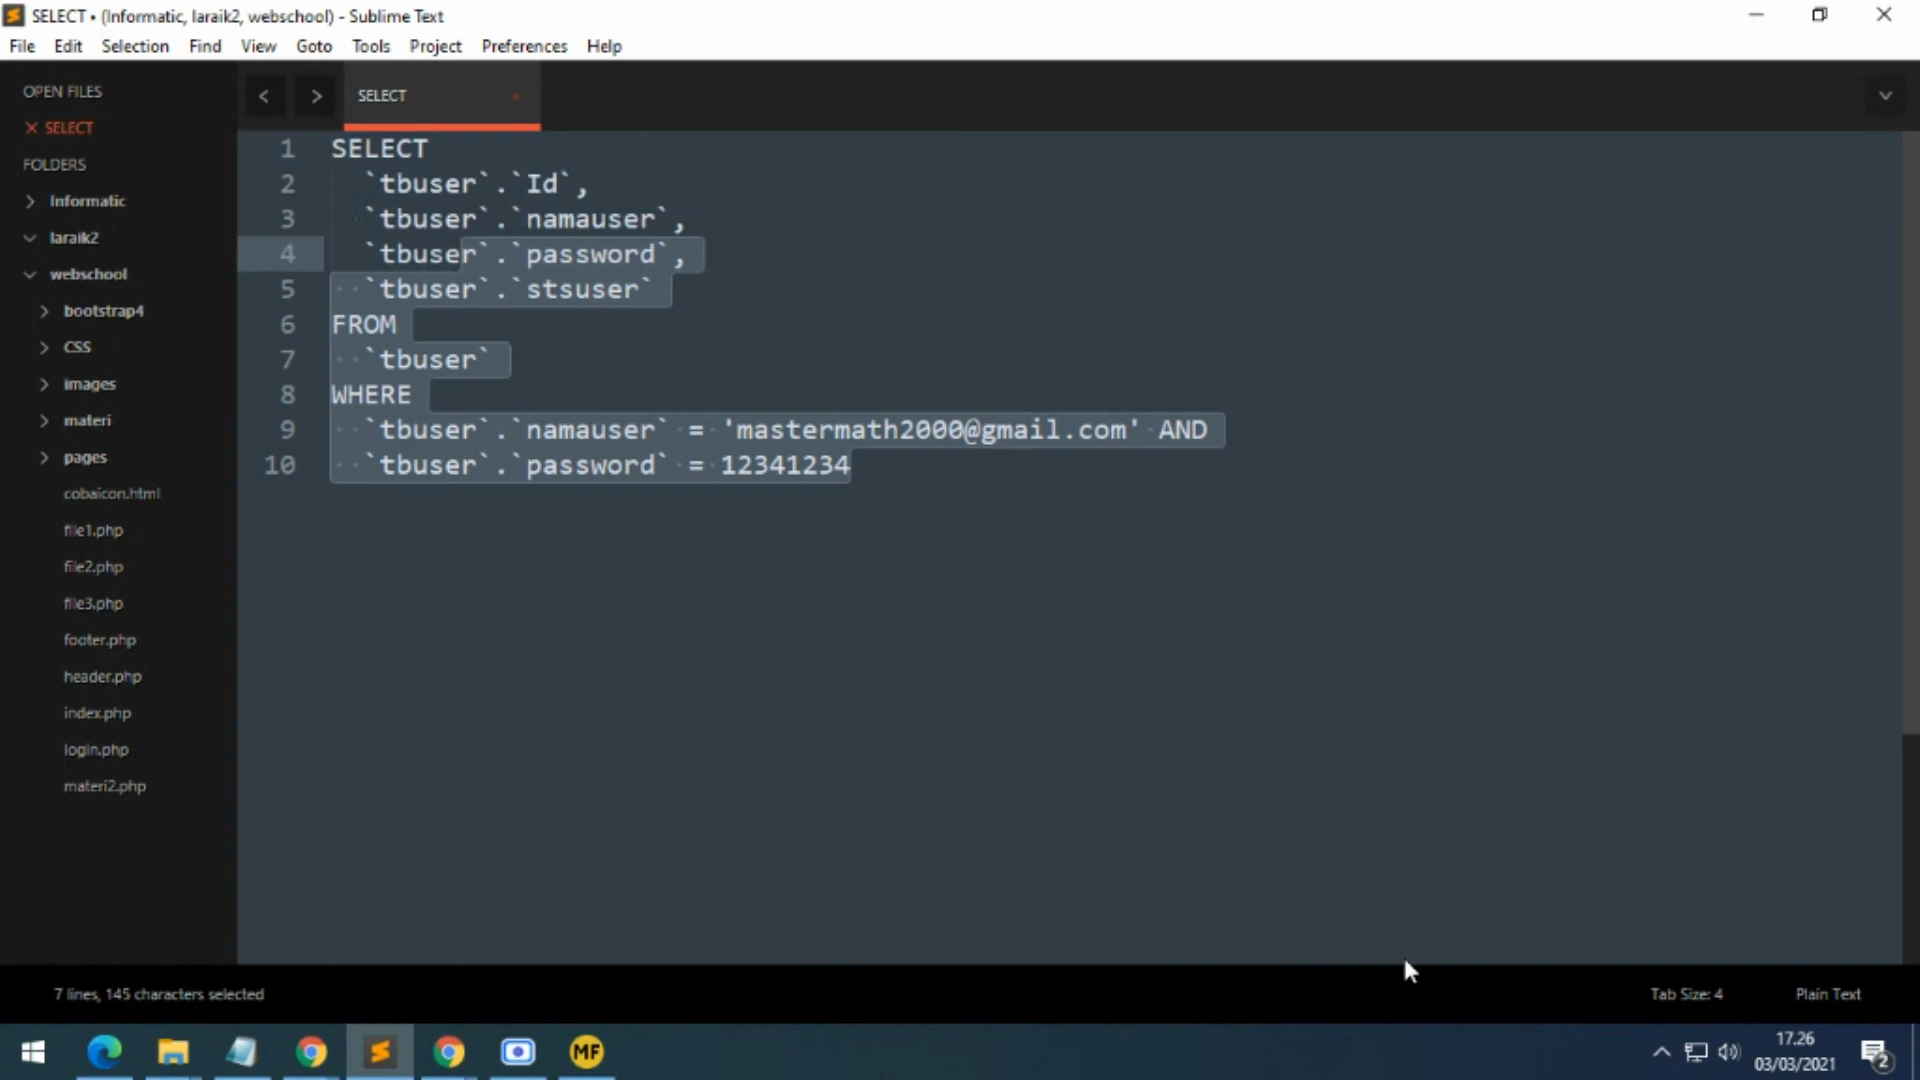 SELECT • (Informatic, laraik2, webschool) - Sublime Text
File Edit Selection Find View Goto Tools Project Preferences Help
OPEN FILES
SELECT
FOLDERS
Informatic
laraik2
webschool
bootstrap4
CSS
images
materi
pages
cobaicon.html
file1.php
file2.php
file3.php
footer.php
header.php
index.php
login.php
materi2.php
SELECT
1 SELECT
2 `tbuser`.`Id`,
3 `tbuser`.`namauser`,
4 `tbuser`.`password`,
5 `tbuser`.`stsuser`
6 FROM
7 `tbuser`
8 WHERE
9 `tbuser`.`namauser` = 'mastermath2000@gmail.com' AND
10 `tbuser`.`password` = 12341234
7 lines, 145 characters selected
Tab Size: 4
Plain Text
MF
17.26
03/03/2021
2